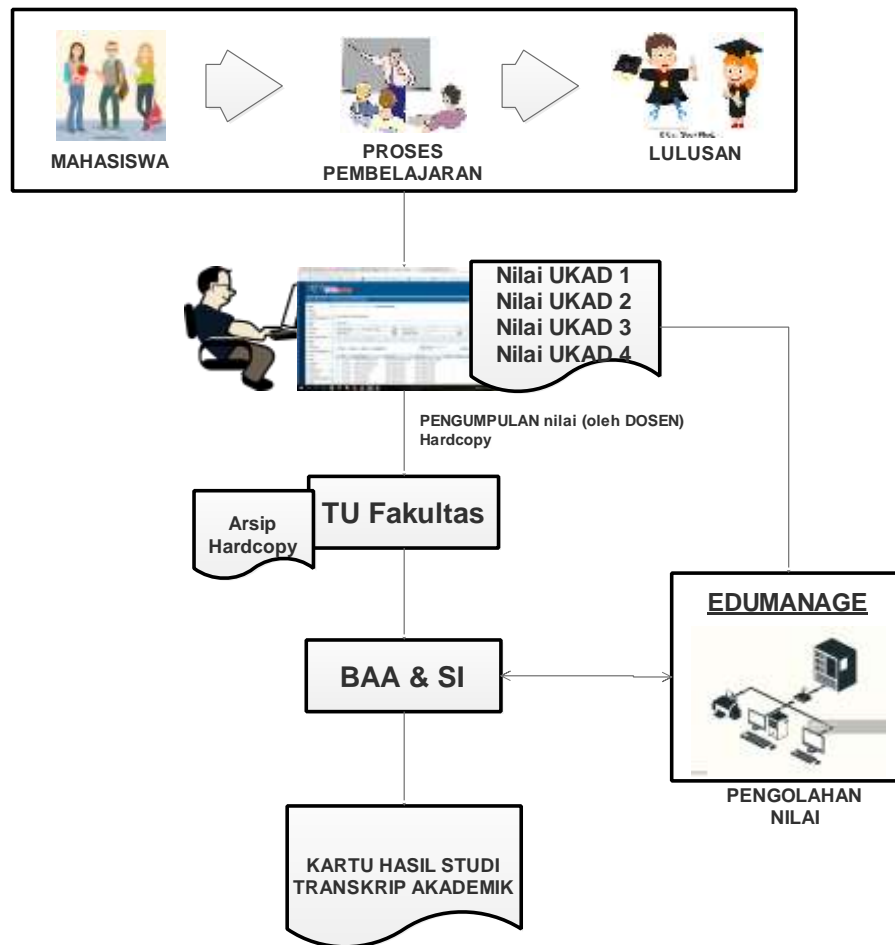 MAHASISWA
PROSES
PEMBELAJARAN
LULUSAN
Nilai UKAD 1
Nilai UKAD 2
Nilai UKAD 3
Nilai UKAD 4
PENGUMPULAN nilai (oleh DOSEN)
Hardcopy
Arsip
Hardcopy
TU Fakultas
EDUMANAGE
BAA & SI
PENGOLAHAN
NILAI
KARTU HASIL STUDI
TRANSKRIP AKADEMIK